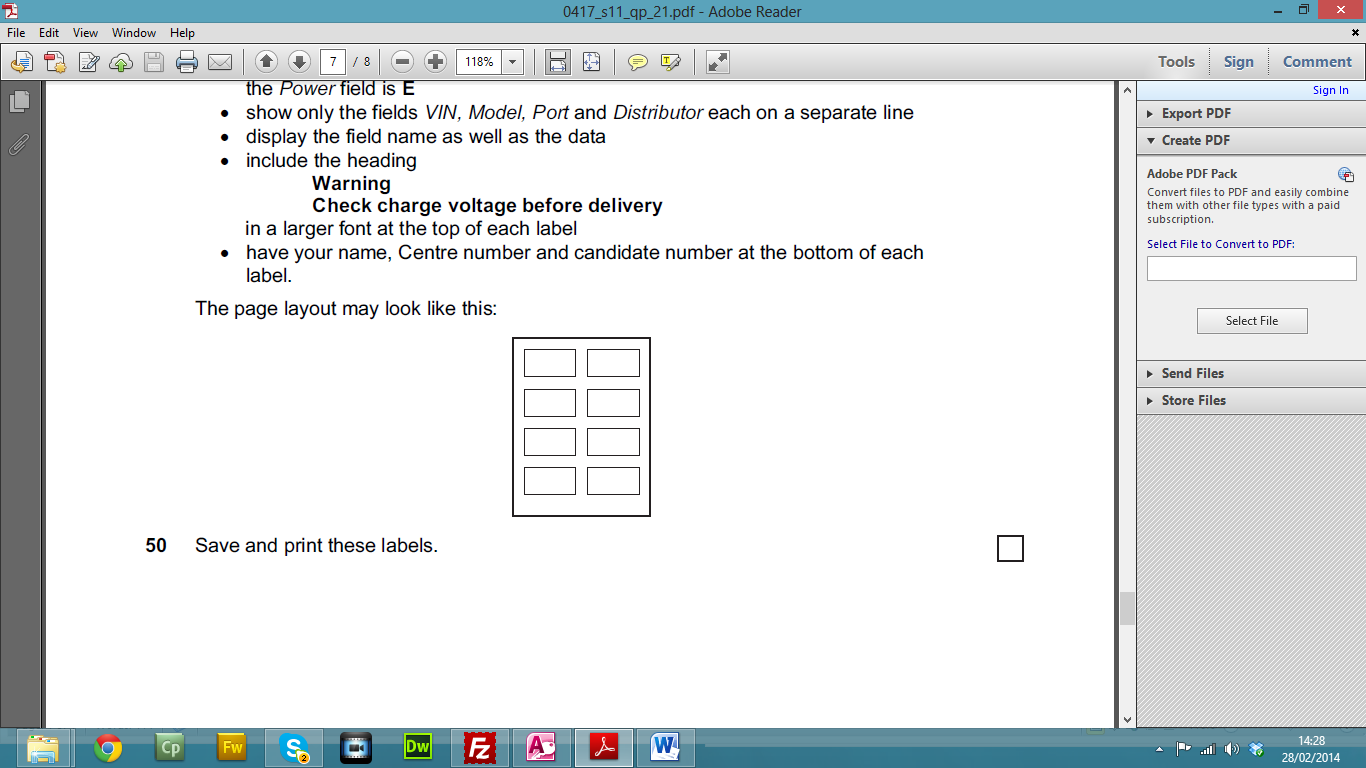 0417_s11_qp_21.pdf - Adobe Reader
File Edit View Window Help
7 / 8 118% Tools Sign Comment
Sign In
Export PDF
Create PDF
Adobe PDF Pack
Convert files to PDF and easily combine
them with other file types with a paid
subscription.
Select File to Convert to PDF:
Select File
Send Files
Store Files
the Power field is E
• show only the fields VIN, Model, Port and Distributor each on a separate line
• display the field name as well as the data
• include the heading
Warning
Check charge voltage before delivery
in a larger font at the top of each label
• have your name, Centre number and candidate number at the bottom of each
label.
The page layout may look like this:
50 Save and print these labels.
Cp Fw S 2 Dw Fz A W
14:28
28/02/2014